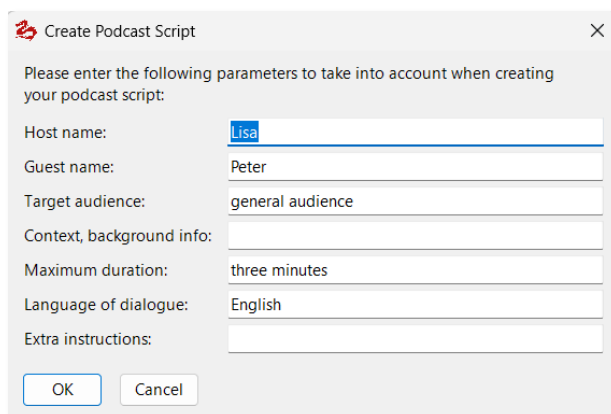 Create Podcast Script
Please enter the following parameters to take into account when creating
your podcast script:
Host name: Lisa
Guest name: Peter
Target audience: general audience
Context, background info:
Maximum duration: three minutes
Language of dialogue: English
Extra instructions:
OK Cancel